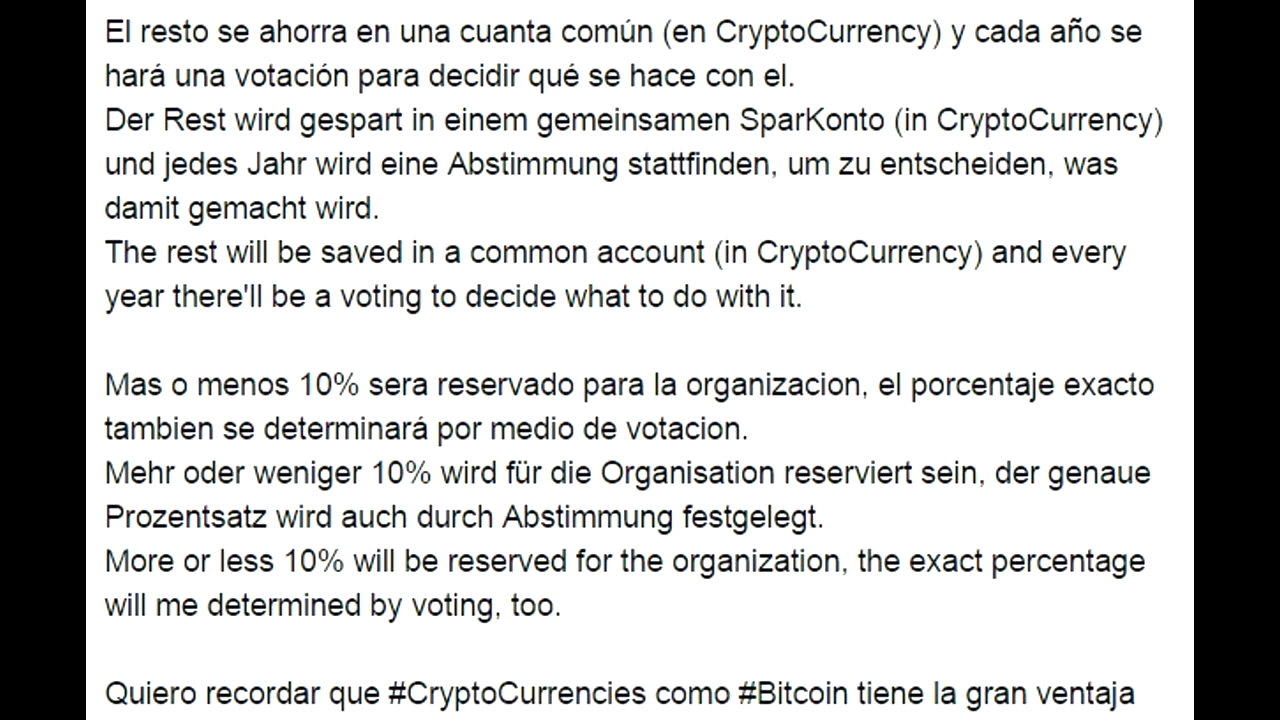 El resto se ahorra en una cuanta común (en CryptoCurrency) y cada año se
hará una votación para decidir qué se hace con el.
Der Rest wird gespart in einem gemeinsamen SparKonto (in CryptoCurrency)
und jedes Jahr wird eine Abstimmung stattfinden, um zu entscheiden, was
damit gemacht wird.
The rest will be saved in a common account (in CryptoCurrency) and every
year there'll be a voting to decide what to do with it.
Mas o menos 10% sera reservado para la organizacion, el porcentaje exacto
tambien se determinará por medio de votacion.
Mehr oder weniger 10% wird für die Organisation reserviert sein, der genaue
Prozentsatz wird auch durch Abstimmung festgelegt.
More or less 10% will be reserved for the organization, the exact percentage
will me determined by voting, too.
Quiero recordar que #CryptoCurrencies como #Bitcoin tiene la gran ventaja